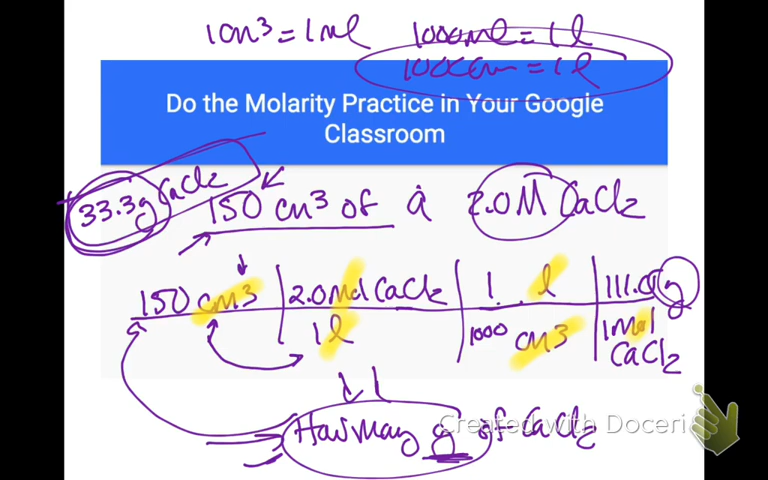 1cm³ = 1ml 1000ml = 1l
1000cm³ = 1l
Do the Molarity Practice in Your Google
Classroom
33.3g CaCl2
150 cm3 of a 2.0M CaCl2
150 cm3 2.0mol CaCl2 1 l 111.0g
1l 1000 cm3 1mol
CaCl2
How many g of CaCl2
Created with Doceri